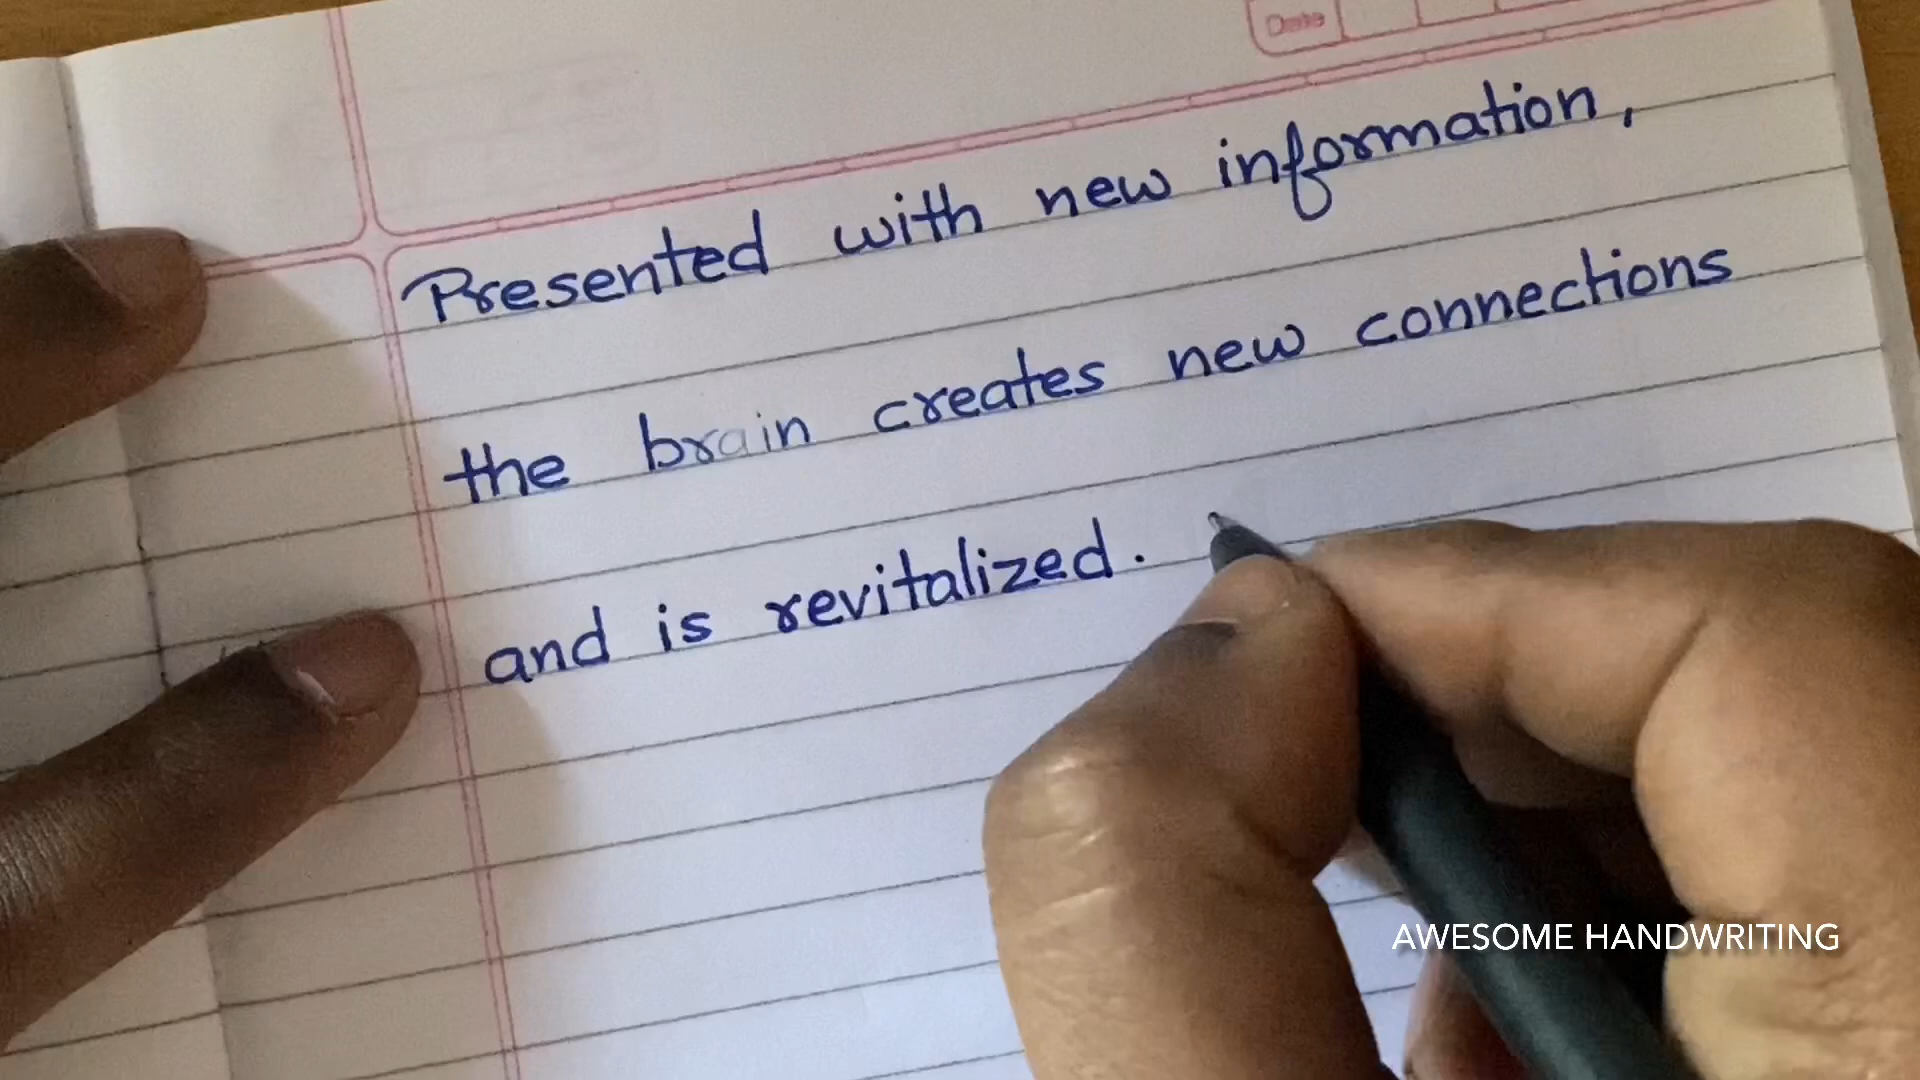 Date
Presented with new information,
the brain creates new connections
and is revitalized.
AWESOME HANDWRITING